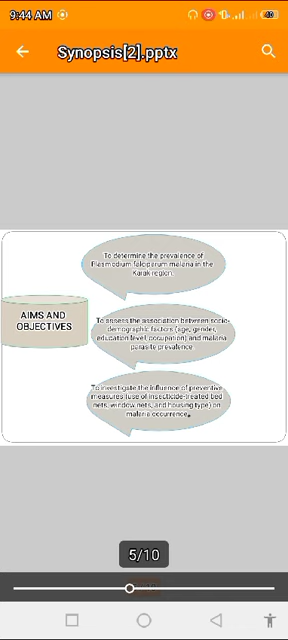 9:44 AM
40
Synopsis[2].pptx
To determine the prevalence of
Plasmodium falciparum malaria in the
Karak region.
AIMS AND
OBJECTIVES
To assess the association between socio-
demographic factors (age, gender,
education level, occupation) and malaria
parasite prevalence.
To investigate the influence of preventive
measures (use of insecticide-treated bed
nets, window nets, and housing type) on
malaria occurrence.
5/10